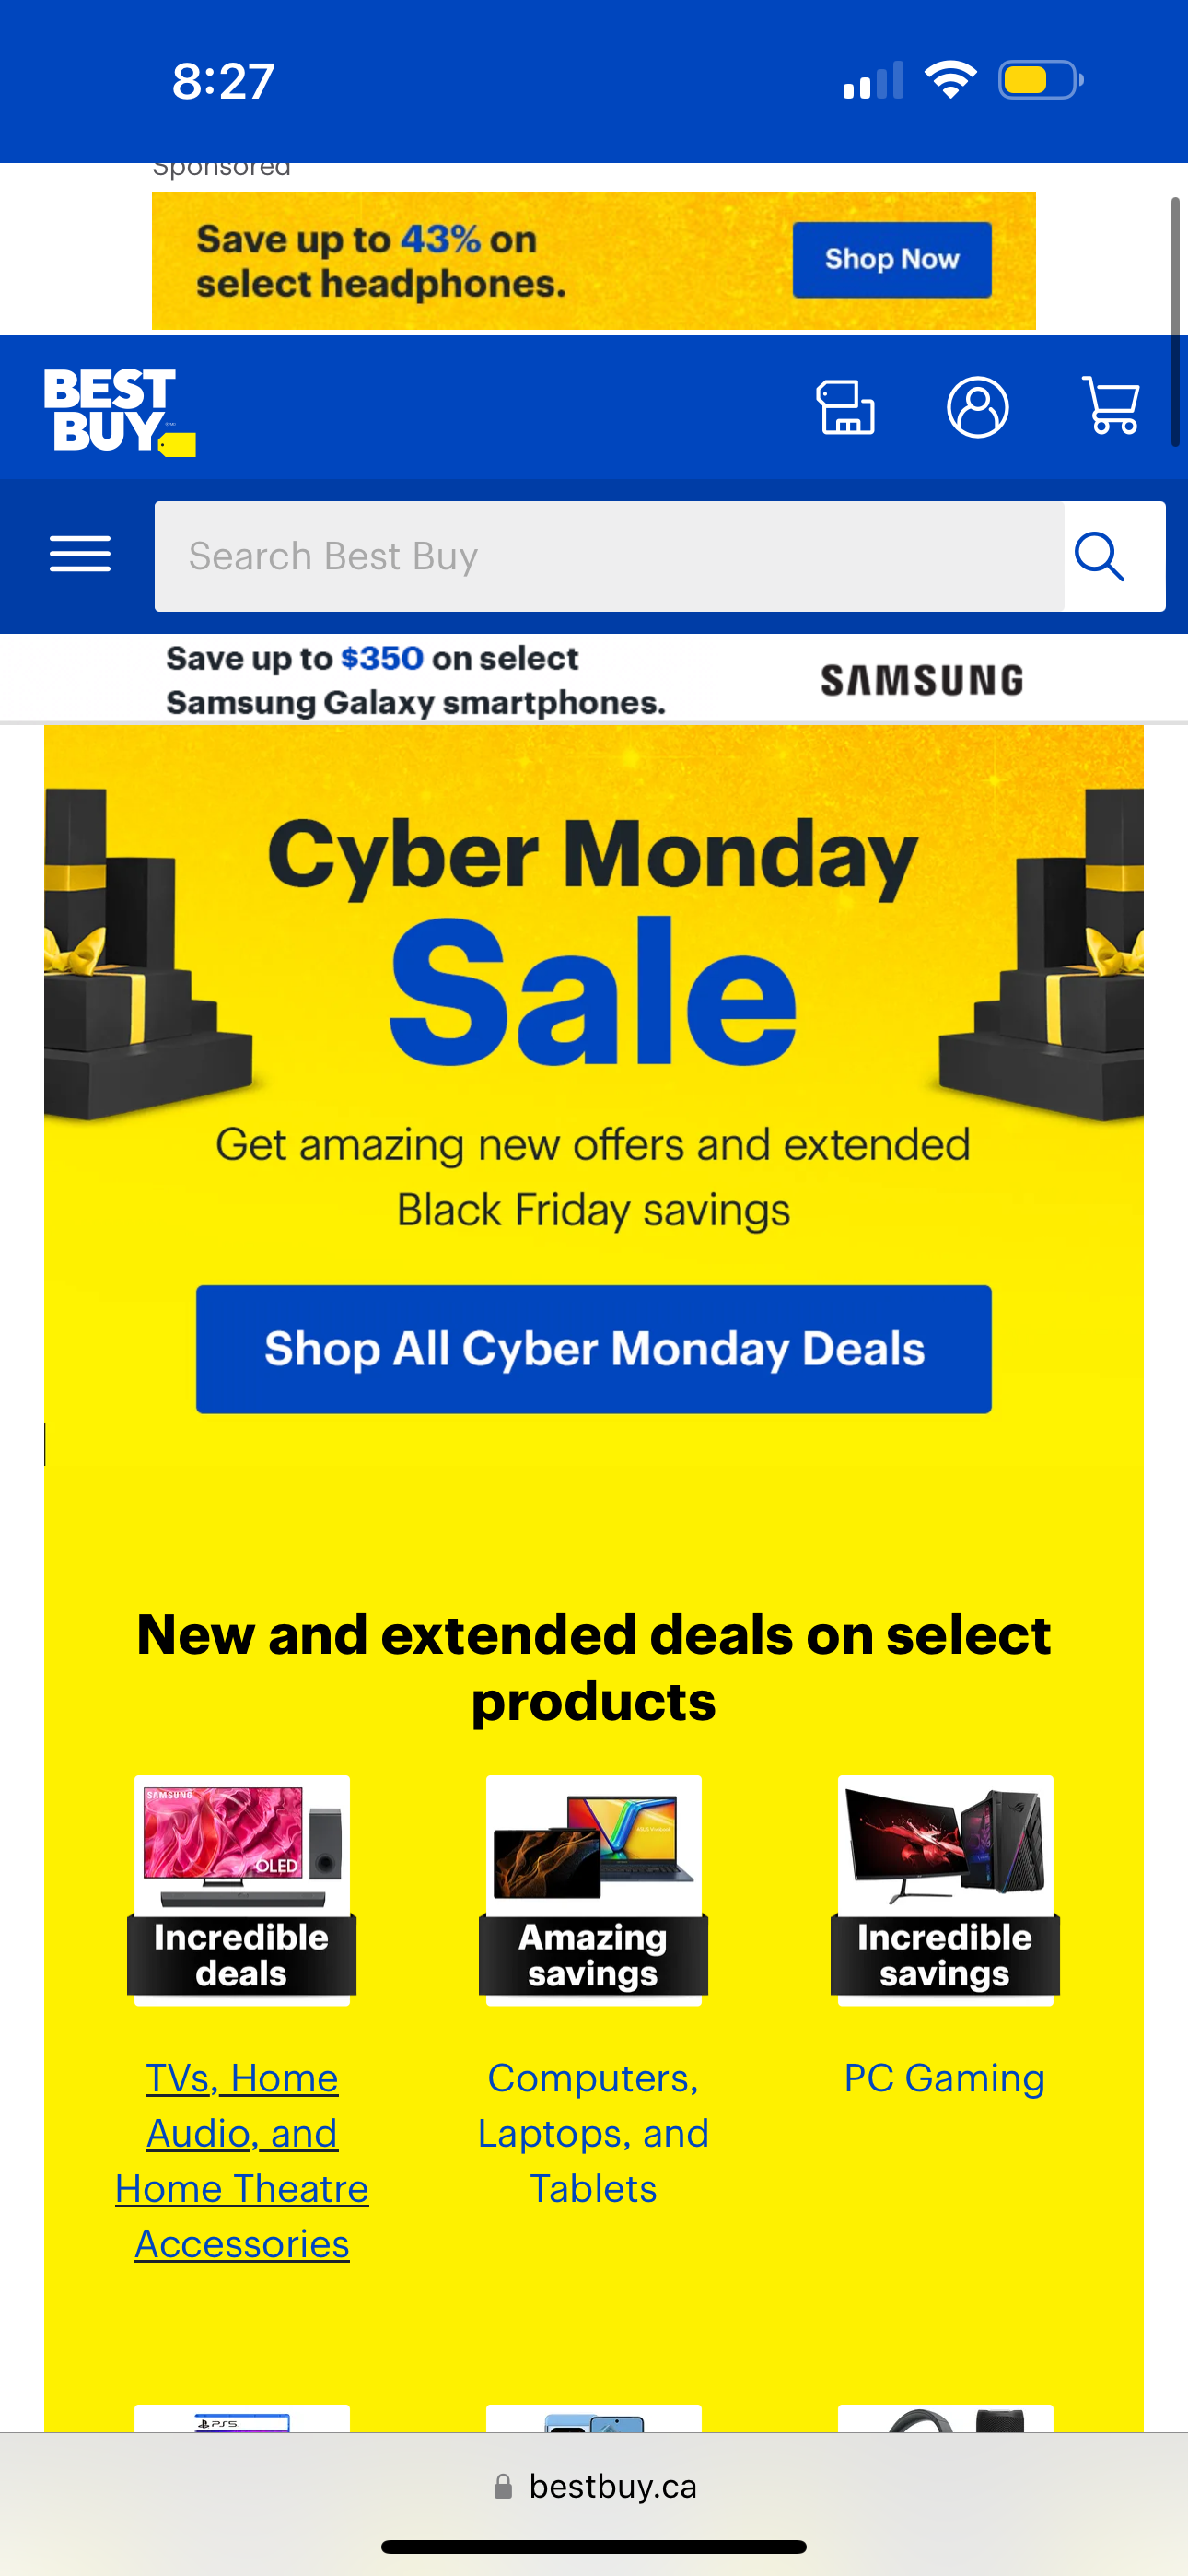 8:27
Sponsored
Save up to 43% on
select headphones.
Shop Now
BEST
BUY
Search Best Buy
Save up to $350 on select
Samsung Galaxy smartphones.
SAMSUNG
Cyber Monday
Sale
Get amazing new offers and extended
Black Friday savings
Shop All Cyber Monday Deals
New and extended deals on select
products
SAMSUNG
OLED
Incredible
deals
ASUS Vivobook
Amazing
savings
Incredible
savings
TVs, Home
Audio, and
Home Theatre
Accessories
Computers,
Laptops, and
Tablets
PC Gaming
PS5
bestbuy.ca